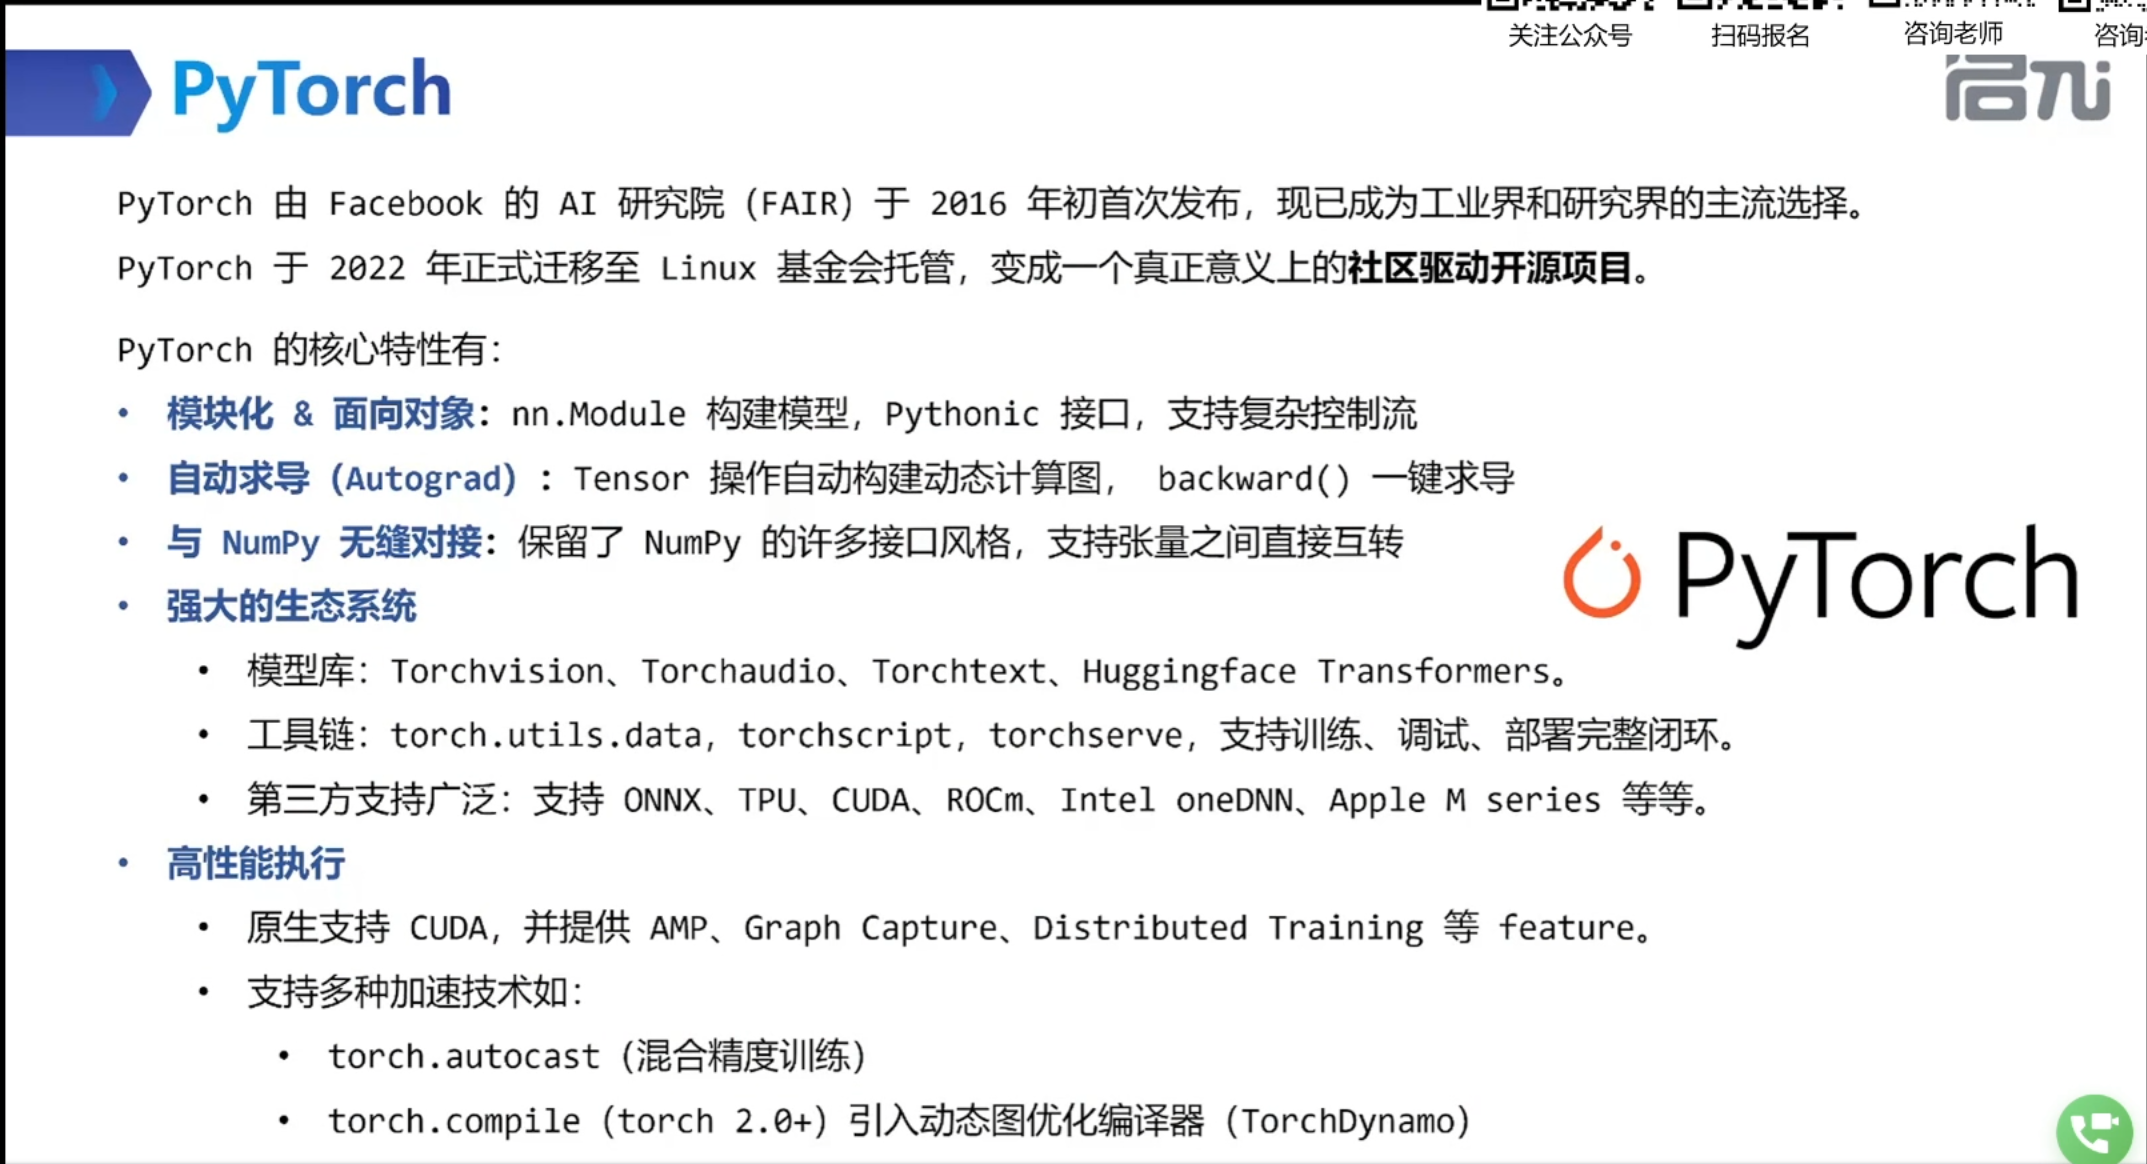 关注公众号 扫码报名 咨询老师 咨询
PyTorch
启元
PyTorch 由 Facebook 的 AI 研究院（FAIR）于 2016 年初首次发布，现已成为工业界和研究界的主流选择。
PyTorch 于 2022 年正式迁移至 Linux 基金会托管，变成一个真正意义上的社区驱动开源项目。
PyTorch 的核心特性有：
• 模块化 & 面向对象：nn.Module 构建模型，Pythonic 接口，支持复杂控制流
• 自动求导（Autograd）：Tensor 操作自动构建动态计算图， backward() 一键求导
• 与 NumPy 无缝对接：保留了 NumPy 的许多接口风格，支持张量之间直接互转
PyTorch
• 强大的生态系统
• 模型库：Torchvision、Torchaudio、Torchtext、Huggingface Transformers。
• 工具链：torch.utils.data，torchscript，torchserve，支持训练、调试、部署完整闭环。
• 第三方支持广泛：支持 ONNX、TPU、CUDA、ROCm、Intel oneDNN、Apple M series 等等。
• 高性能执行
• 原生支持 CUDA，并提供 AMP、Graph Capture、Distributed Training 等 feature。
• 支持多种加速技术如：
• torch.autocast（混合精度训练）
• torch.compile（torch 2.0+）引入动态图优化编译器（TorchDynamo）